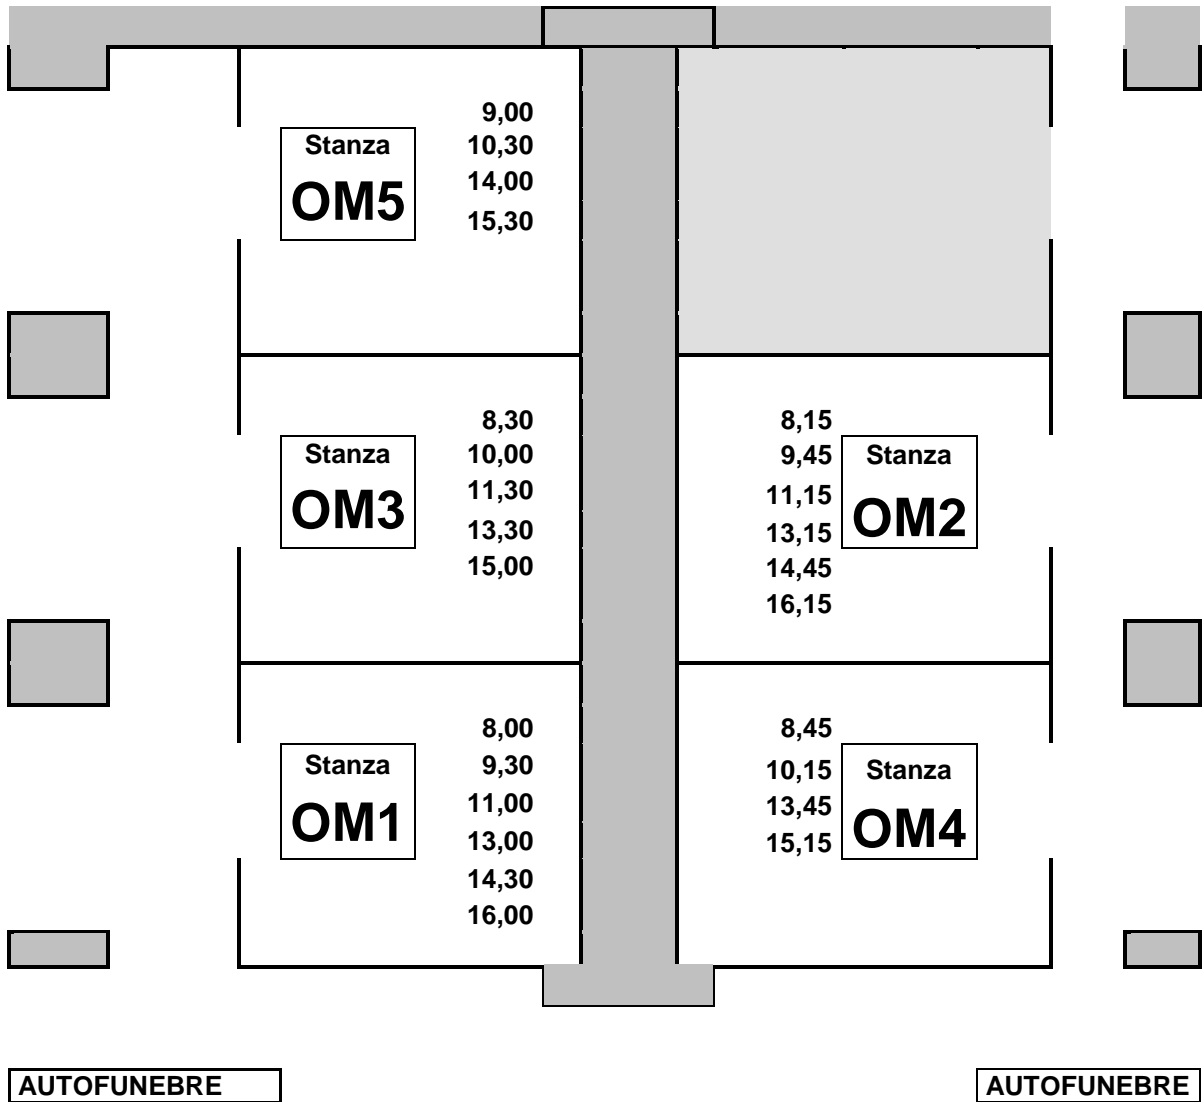 Stanza
OM5
9,00
10,30
14,00
15,30
Stanza
OM3
8,30
10,00
11,30
13,30
15,00
8,15
9,45
11,15
13,15
14,45
16,15
Stanza
OM2
Stanza
OM1
8,00
9,30
11,00
13,00
14,30
16,00
8,45
10,15
13,45
15,15
Stanza
OM4
AUTOFUNEBRE
AUTOFUNEBRE